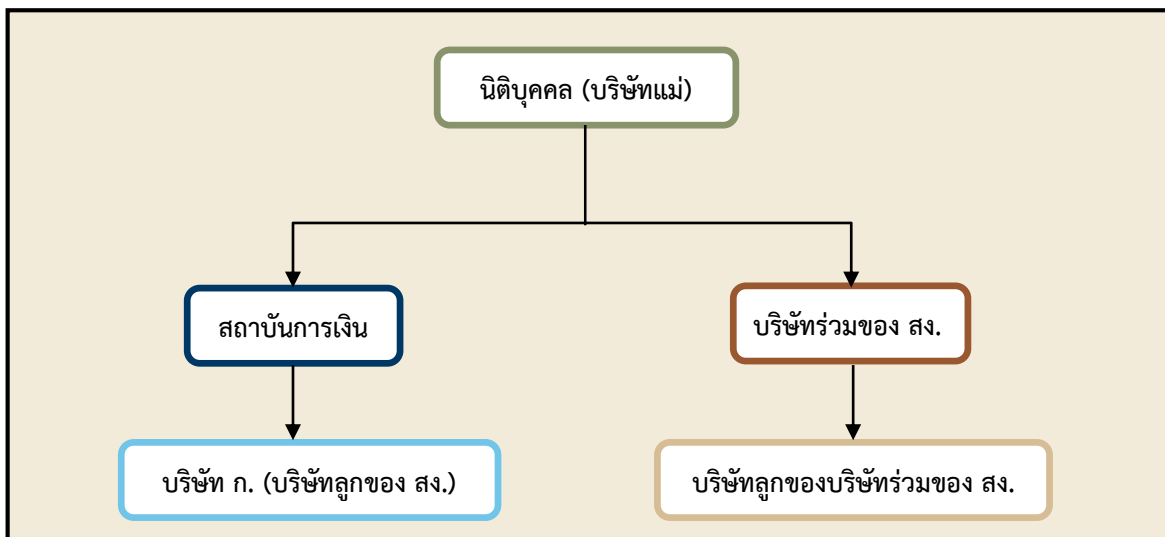 นิติบุคคล (บริษัทแม่)
สถาบันการเงิน
บริษัทร่วมของ สง.
บริษัท ก. (บริษัทลูกของ สง.)
บริษัทลูกของบริษัทร่วมของ สง.